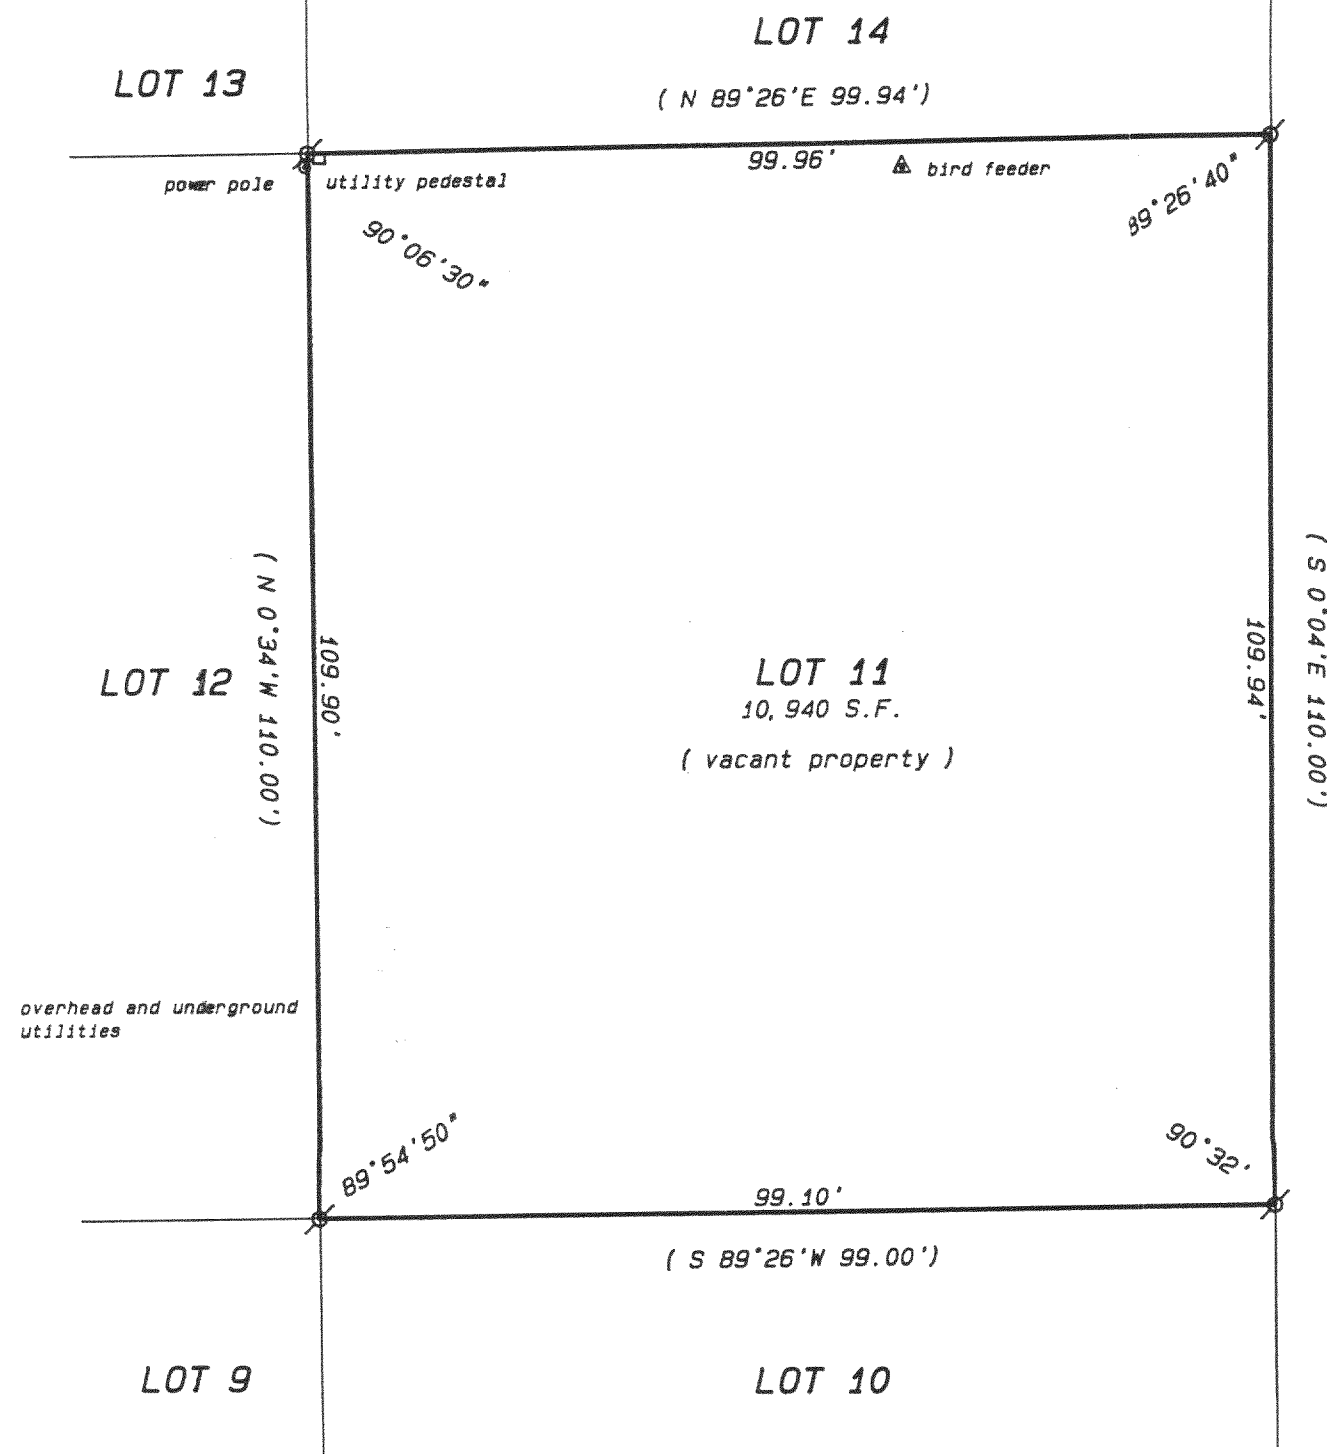 LOT 14
LOT 13
( N 89°26'E 99.94')
99.96'
bird feeder
power pole
utility pedestal
89°26'40"
90°06'30"
( N 0°34'W 110.00')
109.90'
109.94'
( S 0°04'E 110.00')
LOT 12
LOT 11
10,940 S.F.
( vacant property )
overhead and underground
utilities
89°54'50"
90°32'
99.10'
( S 89°26'W 99.00')
LOT 9
LOT 10